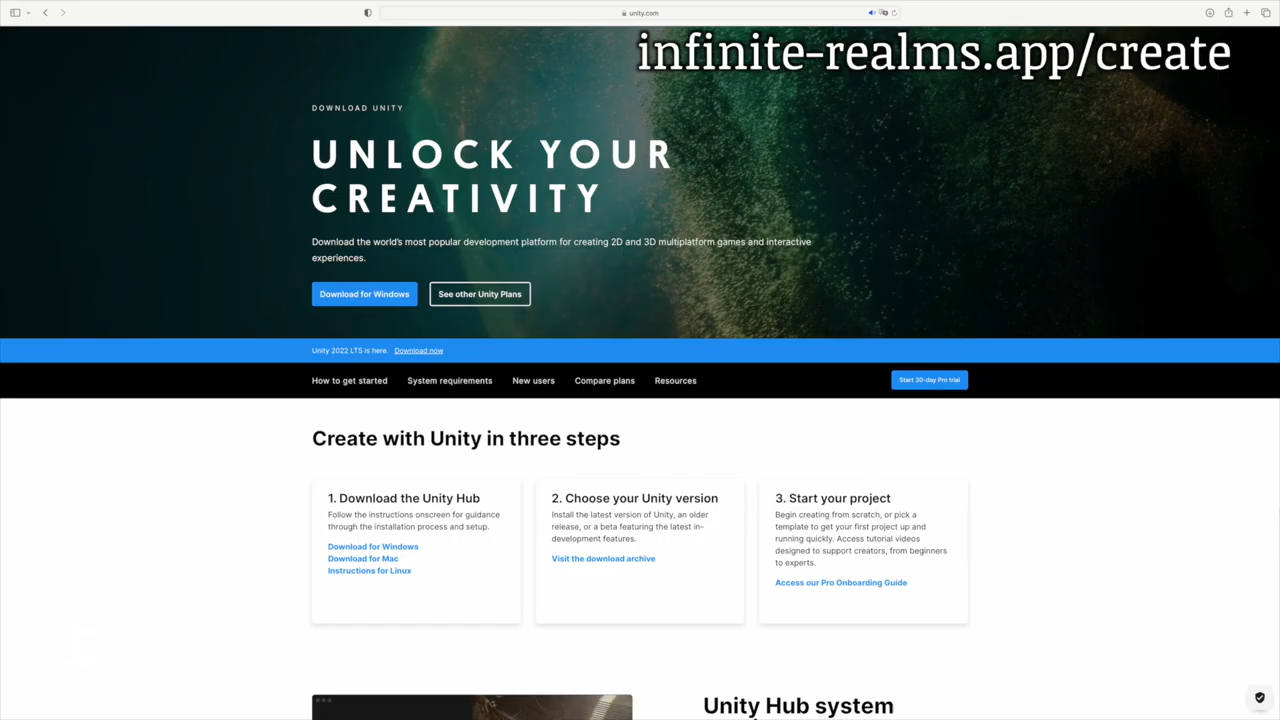 unity.com
infinite-realms.app/create
DOWNLOAD UNITY
UNLOCK YOUR
CREATIVITY
Download the world's most popular development platform for creating 2D and 3D multiplatform games and interactive
experiences.
Download for Windows
See other Unity Plans
Unity 2022 LTS is here. Download now
How to get started
System requirements
New users
Compare plans
Resources
Start 30-day Pro trial
Create with Unity in three steps
1. Download the Unity Hub
Follow the instructions onscreen for guidance
through the installation process and setup.
Download for Windows
Download for Mac
Instructions for Linux
2. Choose your Unity version
Install the latest version of Unity, an older
release, or a beta featuring the latest in-
development features.
Visit the download archive
3. Start your project
Begin creating from scratch, or pick a
template to get your first project up and
running quickly. Access tutorial videos
designed to support creators, from beginners
to experts.
Access our Pro Onboarding Guide
Unity Hub system